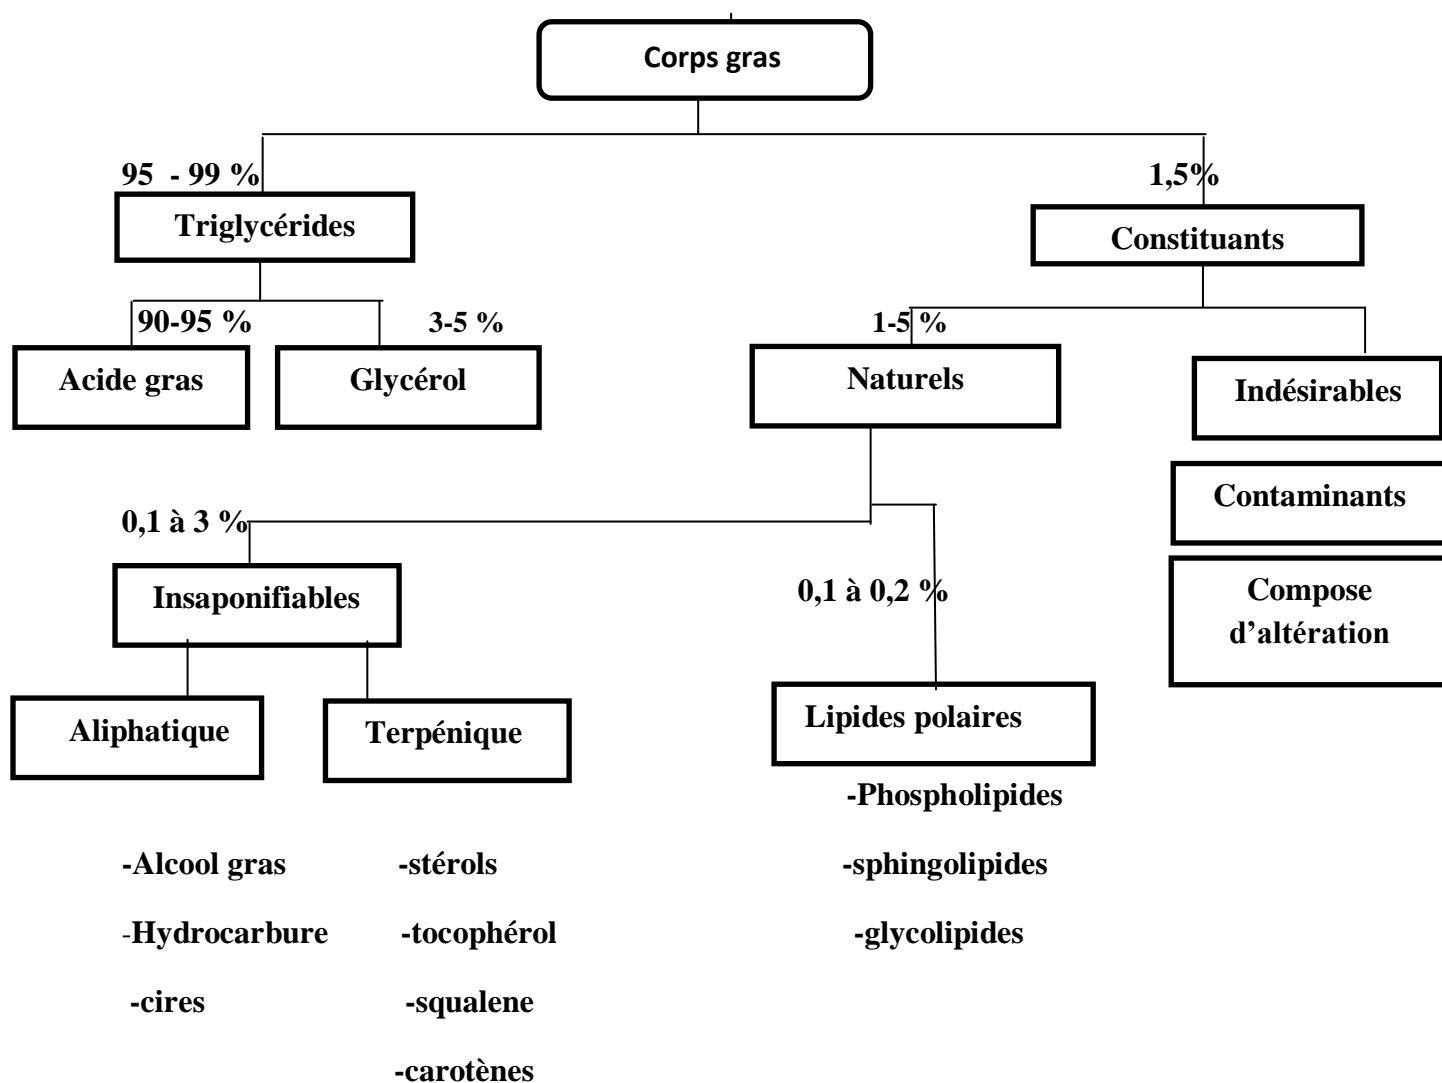 Corps gras
95 - 99 %
1,5%
Triglycérides
Constituants
90-95 %
3-5 %
1-5 %
Acide gras
Glycérol
Naturels
Indésirables
Contaminants
0,1 à 3 %
Compose
d’altération
Insaponifiables
0,1 à 0,2 %
Aliphatique
Terpénique
Lipides polaires
-Phospholipides
-Alcool gras
-stérols
-sphingolipides
-Hydrocarbure
-tocophérol
-glycolipides
-cires
-squalene
-carotènes